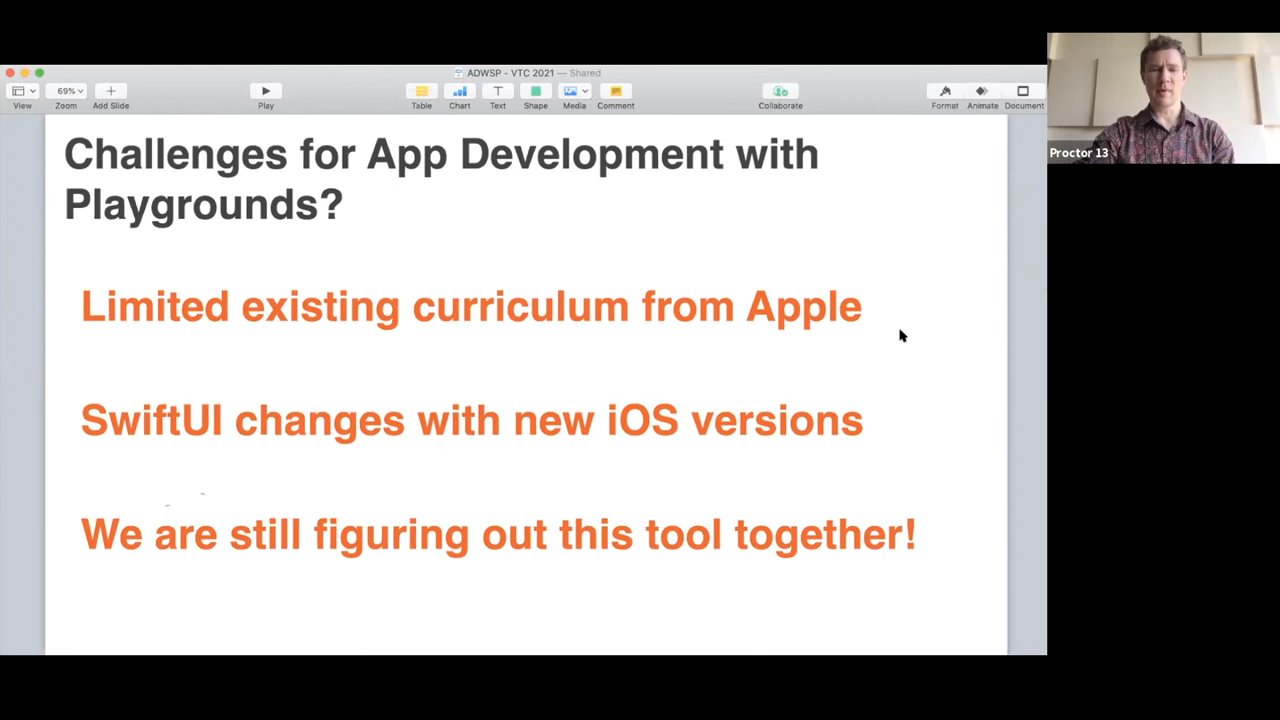 ADWSP - VTC 2021 — Shared
View
69%
Zoom
Add Slide
Play
Table
Chart
Text
Shape
Media
Comment
Collaborate
Format
Animate
Document
Challenges for App Development with
Playgrounds?
Limited existing curriculum from Apple
SwiftUI changes with new iOS versions
We are still figuring out this tool together!
Proctor 13